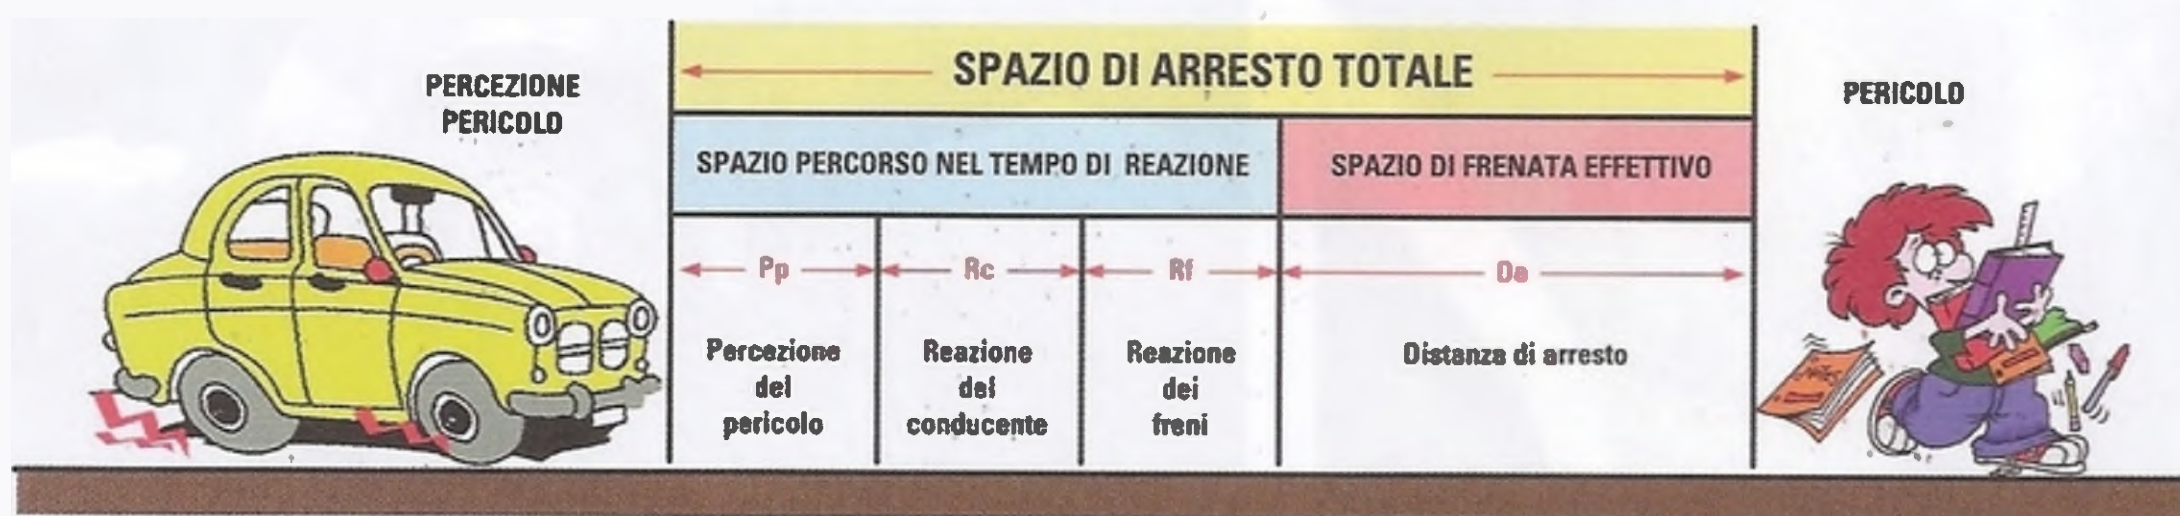 PERCEZIONE
PERICOLO
SPAZIO DI ARRESTO TOTALE
PERICOLO
SPAZIO PERCORSO NEL TEMPO DI REAZIONE
SPAZIO DI FRENATA EFFETTIVO
Pp
Rc
Rf
Da
Percezione
del
pericolo
Reazione
del
conducente
Reazione
dei
freni
Distanza di arresto